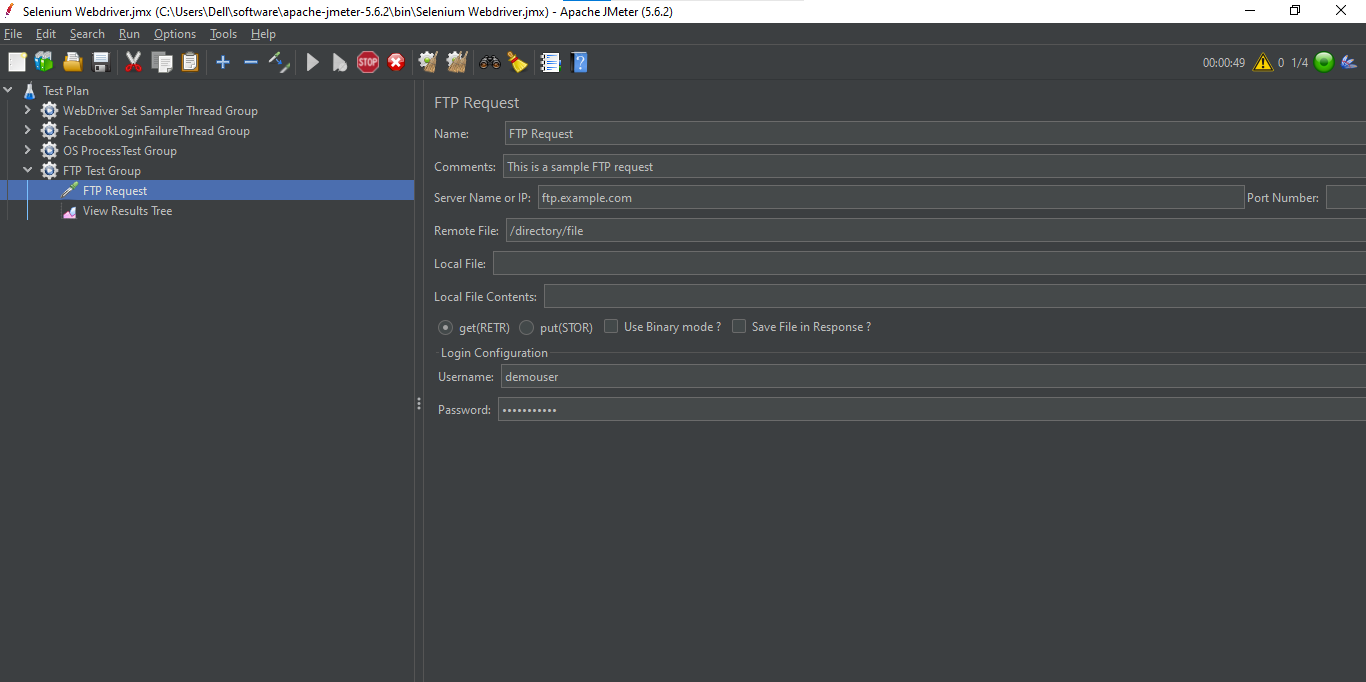 Selenium Webdriver.jmx (C:\Users\Dell\software\apache-jmeter-5.6.2\bin\Selenium Webdriver.jmx) - Apache JMeter (5.6.2)
File Edit Search Run Options Tools Help
STOP ? 00:00:49 ! 0 1/4
Test Plan
WebDriver Set Sampler Thread Group
FacebookLoginFailureThread Group
OS ProcessTest Group
FTP Test Group
FTP Request
View Results Tree
FTP Request
Name: FTP Request
Comments: This is a sample FTP request
Server Name or IP: ftp.example.com Port Number:
Remote File: /directory/file
Local File:
Local File Contents:
get(RETR) put(STOR) Use Binary mode ? Save File in Response ?
Login Configuration
Username: demouser
Password: •••••••••••